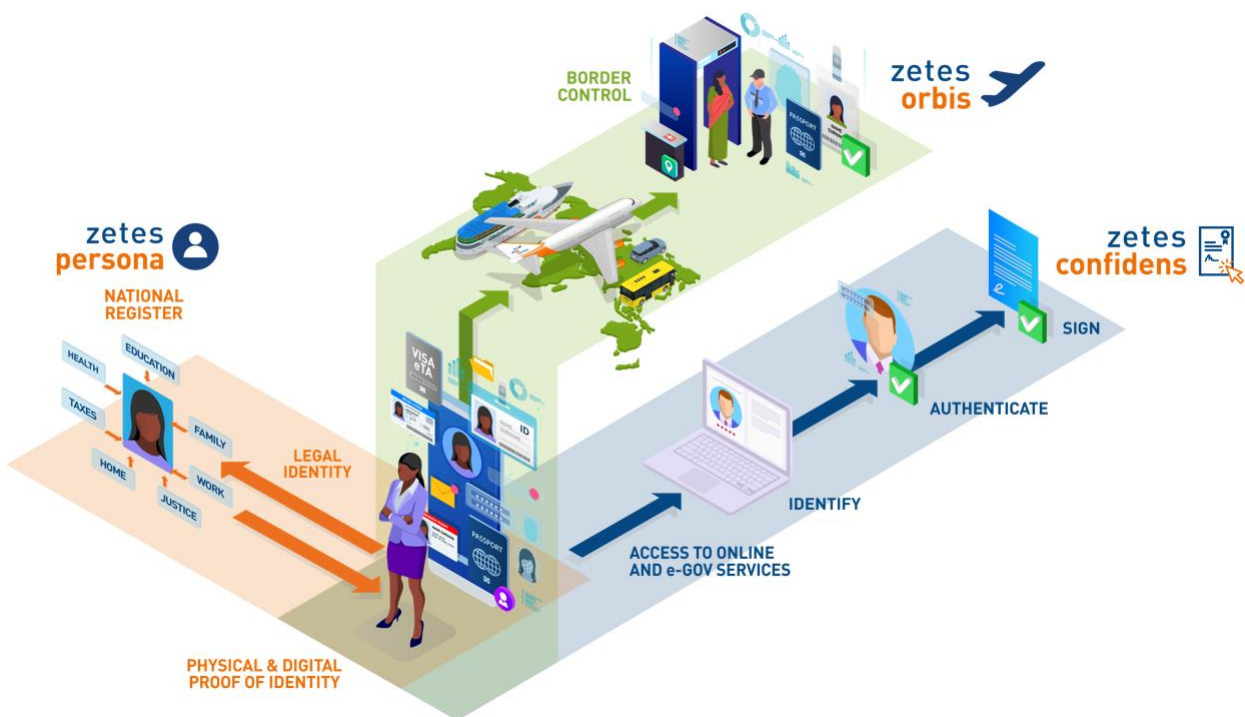 zetes
orbis
BORDER
CONTROL
PASSPORT
NAME
SURNAME
zetes
persona
NATIONAL
REGISTER
HEALTH
EDUCATION
TAXES
FAMILY
HOME
WORK
JUSTICE
LEGAL
IDENTITY
VISA
eTA
ID
PASSPORT
PHYSICAL & DIGITAL
PROOF OF IDENTITY
zetes
confidens
SIGN
AUTHENTICATE
IDENTIFY
ACCESS TO ONLINE
AND e-GOV SERVICES